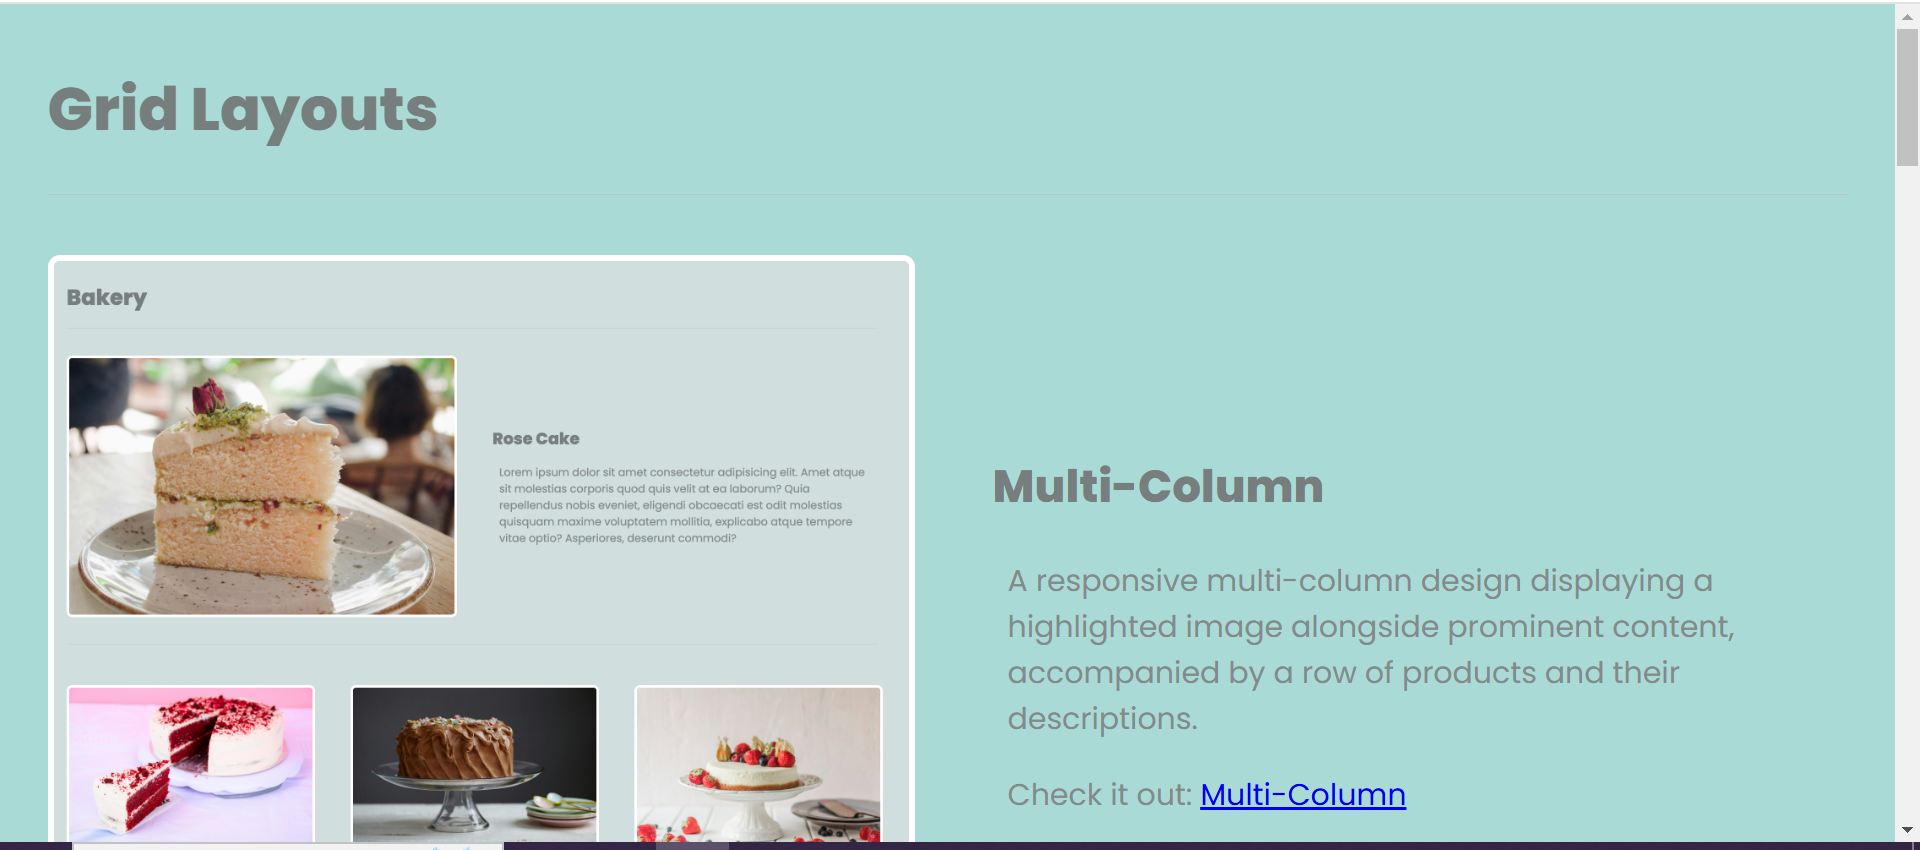 Grid Layouts
Bakery
Rose Cake
Lorem ipsum dolor sit amet consectetur adipisicing elit. Amet atque
sit molestias corporis quod quis velit at ea laborum? Quia
repellendus nobis eveniet, eligendi obcaecati est odit molestias
quisquam maxime voluptatem mollitia, explicabo atque tempore
vitae optio? Asperiores, deserunt commodi?
Multi-Column
A responsive multi-column design displaying a
highlighted image alongside prominent content,
accompanied by a row of products and their
descriptions.
Check it out: Multi-Column